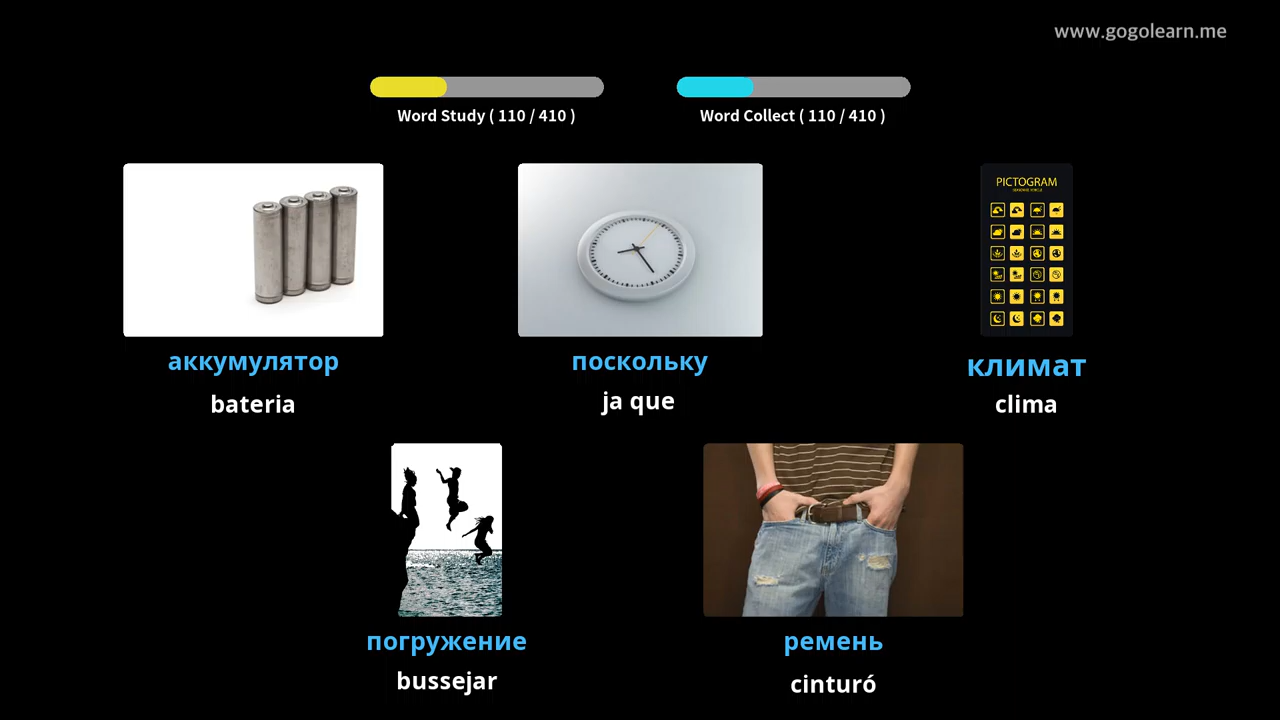 www.gogolearn.me
Word Study ( 110 / 410 )
Word Collect ( 110 / 410 )
PICTOGRAM
аккумулятор
bateria
поскольку
ja que
климат
clima
погружение
bussejar
ремень
cinturó